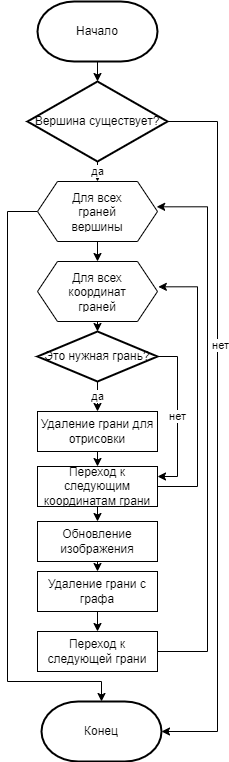 Начало
Вершина существует?
да
Для всех
граней
вершины
Для всех
координат
граней
нет
Это нужная грань?
да
нет
Удаление грани для
отрисовки
Переход к
следующим
координатам грани
Обновление
изображения
Удаление грани с
графа
Переход к
следующей грани
Конец